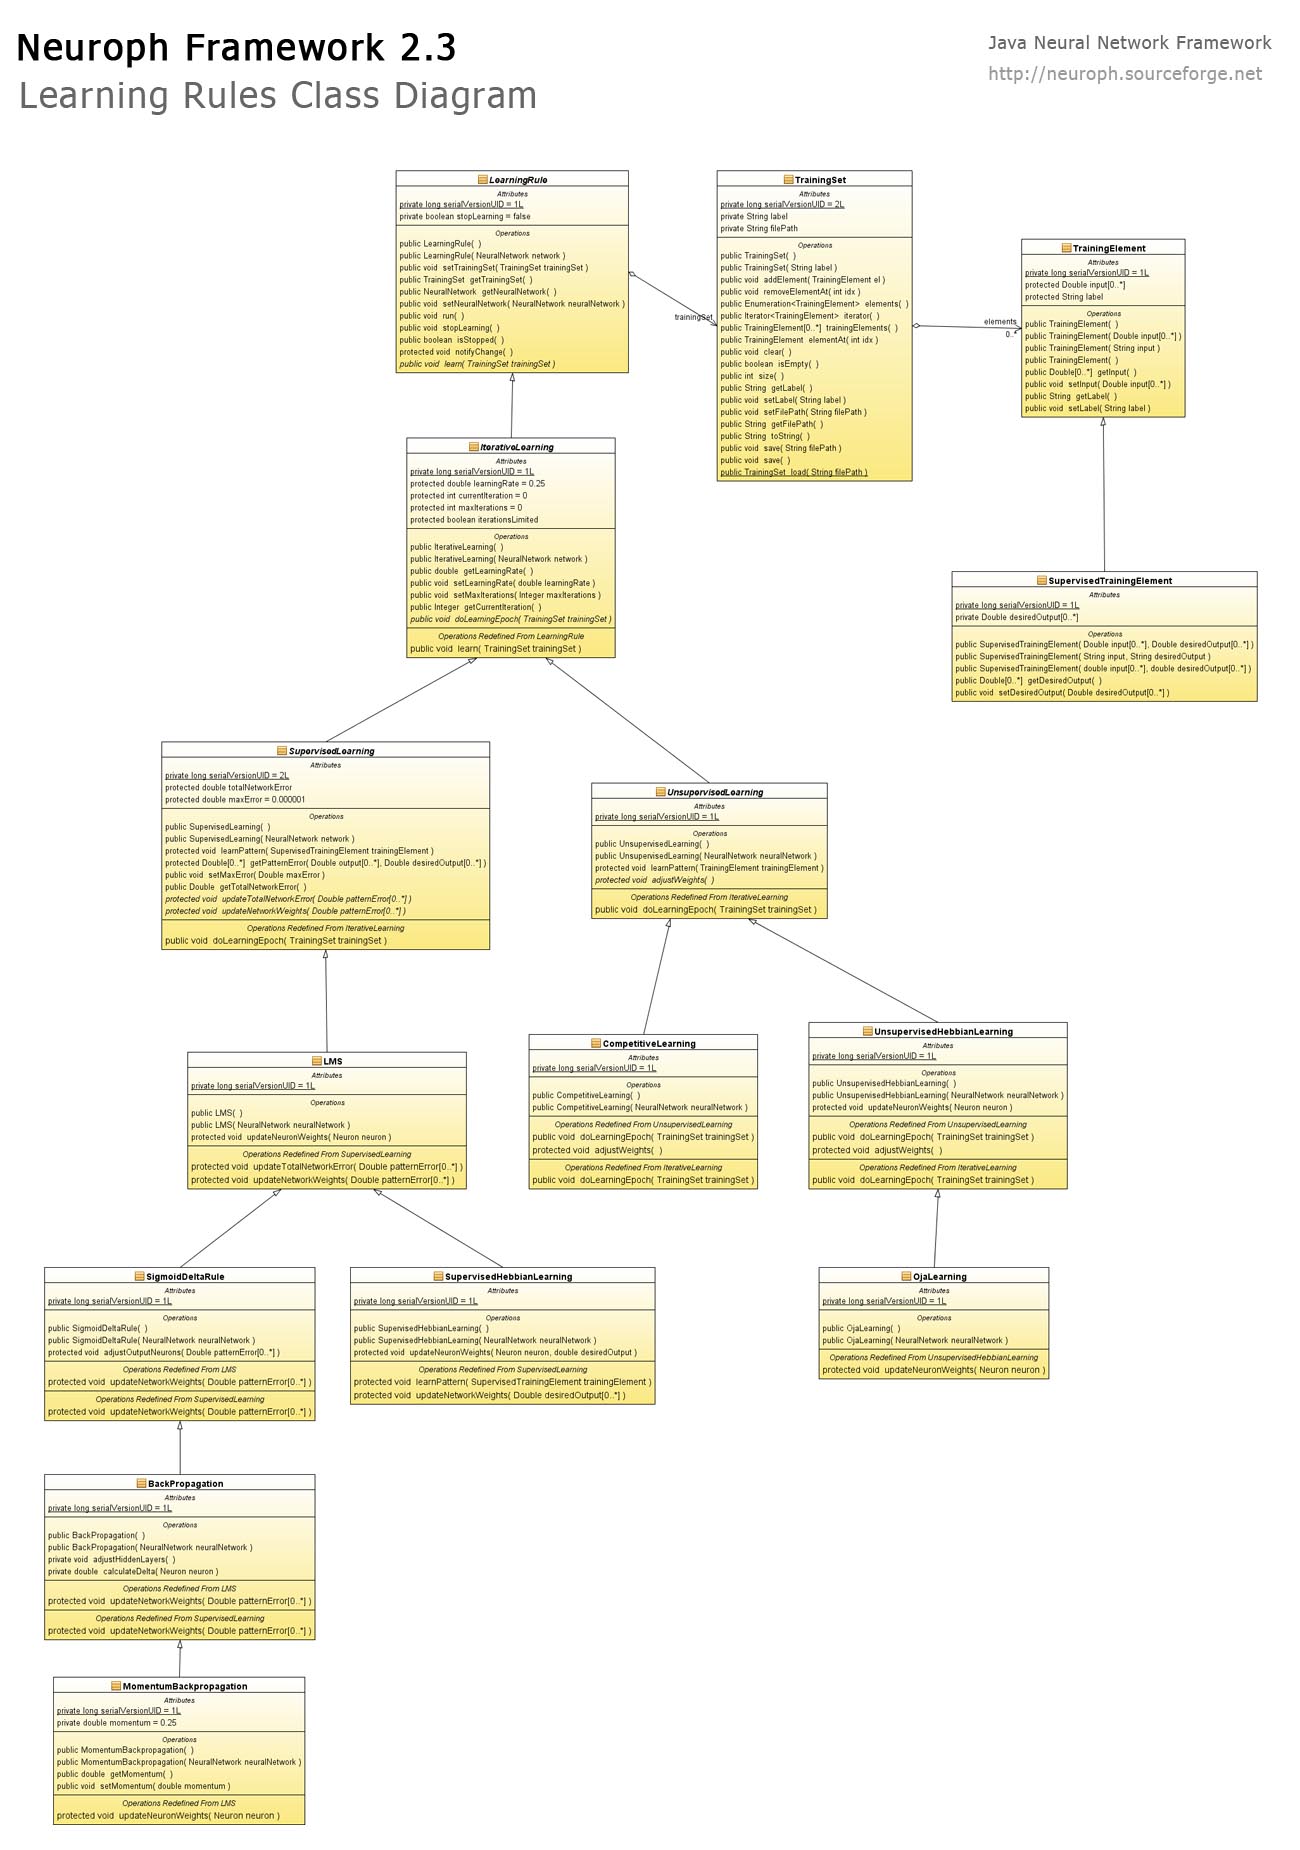 Neuroph Framework 2.3
Learning Rules Class Diagram
Java Neural Network Framework
http://neuroph.sourceforge.net
LearningRule
Attributes
private long serialVersionUID = 1L
private boolean stopLearning = false
Operations
public LearningRule( )
public LearningRule( NeuralNetwork network )
public void setTrainingSet( TrainingSet trainingSet )
public TrainingSet getTrainingSet( )
public NeuralNetwork getNeuralNetwork( )
public void setNeuralNetwork( NeuralNetwork neuralNetwork )
public void run( )
public void stopLearning( )
public boolean isStopped( )
protected void notifyChange( )
public void learn( TrainingSet trainingSet )
trainingSet
TrainingSet
Attributes
private long serialVersionUID = 2L
private String label
private String filePath
Operations
public TrainingSet( )
public TrainingSet( String label )
public void addElement( TrainingElement el )
public void removeElementAt( int idx )
public Enumeration<TrainingElement> elements( )
public Iterator<TrainingElement> iterator( )
public TrainingElement[0..*] trainingElements( )
public TrainingElement elementAt( int idx )
public void clear( )
public boolean isEmpty( )
public int size( )
public String getLabel( )
public void setLabel( String label )
public void setFilePath( String filePath )
public String getFilePath( )
public String toString( )
public void save( String filePath )
public void save( )
public TrainingSet load( String filePath )
elements
0..*
TrainingElement
Attributes
private long serialVersionUID = 1L
protected Double input[0..*]
protected String label
Operations
public TrainingElement( )
public TrainingElement( Double input[0..*] )
public TrainingElement( String input )
public TrainingElement( )
public Double[0..*] getInput( )
public void setInput( Double input[0..*] )
public String getLabel( )
public void setLabel( String label )
IterativeLearning
Attributes
private long serialVersionUID = 1L
protected double learningRate = 0.25
protected int currentIteration = 0
protected int maxIterations = 0
protected boolean iterationsLimited
Operations
public IterativeLearning( )
public IterativeLearning( NeuralNetwork network )
public double getLearningRate( )
public void setLearningRate( double learningRate )
public void setMaxIterations( Integer maxIterations )
public Integer getCurrentIteration( )
public void doLearningEpoch( TrainingSet trainingSet )
Operations Redefined From LearningRule
public void learn( TrainingSet trainingSet )
SupervisedTrainingElement
Attributes
private long serialVersionUID = 1L
private Double desiredOutput[0..*]
Operations
public SupervisedTrainingElement( Double input[0..*], Double desiredOutput[0..*] )
public SupervisedTrainingElement( String input, String desiredOutput )
public SupervisedTrainingElement( double input[0..*], double desiredOutput[0..*] )
public Double[0..*] getDesiredOutput( )
public void setDesiredOutput( Double desiredOutput[0..*] )
SupervisedLearning
Attributes
private long serialVersionUID = 2L
protected double totalNetworkError
protected double maxError = 0.000001
Operations
public SupervisedLearning( )
public SupervisedLearning( NeuralNetwork network )
protected void learnPattern( SupervisedTrainingElement trainingElement )
protected Double[0..*] getPatternError( Double output[0..*], Double desiredOutput[0..*] )
public void setMaxError( Double maxError )
public Double getTotalNetworkError( )
protected void updateTotalNetworkError( Double patternError[0..*] )
protected void updateNetworkWeights( Double patternError[0..*] )
Operations Redefined From IterativeLearning
public void doLearningEpoch( TrainingSet trainingSet )
UnsupervisedLearning
Attributes
private long serialVersionUID = 1L
Operations
public UnsupervisedLearning( )
public UnsupervisedLearning( NeuralNetwork neuralNetwork )
protected void learnPattern( TrainingElement trainingElement )
protected void adjustWeights( )
Operations Redefined From IterativeLearning
public void doLearningEpoch( TrainingSet trainingSet )
LMS
Attributes
private long serialVersionUID = 1L
Operations
public LMS( )
public LMS( NeuralNetwork neuralNetwork )
protected void updateNeuronWeights( Neuron neuron )
Operations Redefined From SupervisedLearning
protected void updateTotalNetworkError( Double patternError[0..*] )
protected void updateNetworkWeights( Double patternError[0..*] )
CompetitiveLearning
Attributes
private long serialVersionUID = 1L
Operations
public CompetitiveLearning( )
public CompetitiveLearning( NeuralNetwork neuralNetwork )
Operations Redefined From UnsupervisedLearning
public void doLearningEpoch( TrainingSet trainingSet )
protected void adjustWeights( )
Operations Redefined From IterativeLearning
public void doLearningEpoch( TrainingSet trainingSet )
UnsupervisedHebbianLearning
Attributes
private long serialVersionUID = 1L
Operations
public UnsupervisedHebbianLearning( )
public UnsupervisedHebbianLearning( NeuralNetwork neuralNetwork )
protected void updateNeuronWeights( Neuron neuron )
Operations Redefined From UnsupervisedLearning
public void doLearningEpoch( TrainingSet trainingSet )
protected void adjustWeights( )
Operations Redefined From IterativeLearning
public void doLearningEpoch( TrainingSet trainingSet )
SigmoidDeltaRule
Attributes
private long serialVersionUID = 1L
Operations
public SigmoidDeltaRule( )
public SigmoidDeltaRule( NeuralNetwork neuralNetwork )
protected void adjustOutputNeurons( Double patternError[0..*] )
Operations Redefined From LMS
protected void updateNetworkWeights( Double patternError[0..*] )
Operations Redefined From SupervisedLearning
protected void updateNetworkWeights( Double patternError[0..*] )
SupervisedHebbianLearning
Attributes
private long serialVersionUID = 1L
Operations
public SupervisedHebbianLearning( )
public SupervisedHebbianLearning( NeuralNetwork neuralNetwork )
protected void updateNeuronWeights( Neuron neuron, double desiredOutput )
Operations Redefined From SupervisedLearning
protected void learnPattern( SupervisedTrainingElement trainingElement )
protected void updateNetworkWeights( Double desiredOutput[0..*] )
OjaLearning
Attributes
private long serialVersionUID = 1L
Operations
public OjaLearning( )
public OjaLearning( NeuralNetwork neuralNetwork )
Operations Redefined From UnsupervisedHebbianLearning
protected void updateNeuronWeights( Neuron neuron )
BackPropagation
Attributes
private long serialVersionUID = 1L
Operations
public BackPropagation( )
public BackPropagation( NeuralNetwork neuralNetwork )
private void adjustHiddenLayers( )
private double calculateDelta( Neuron neuron )
Operations Redefined From LMS
protected void updateNetworkWeights( Double patternError[0..*] )
Operations Redefined From SupervisedLearning
protected void updateNetworkWeights( Double patternError[0..*] )
MomentumBackpropagation
Attributes
private long serialVersionUID = 1L
private double momentum = 0.25
Operations
public MomentumBackpropagation( )
public MomentumBackpropagation( NeuralNetwork neuralNetwork )
public double getMomentum( )
public void setMomentum( double momentum )
Operations Redefined From LMS
protected void updateNeuronWeights( Neuron neuron )